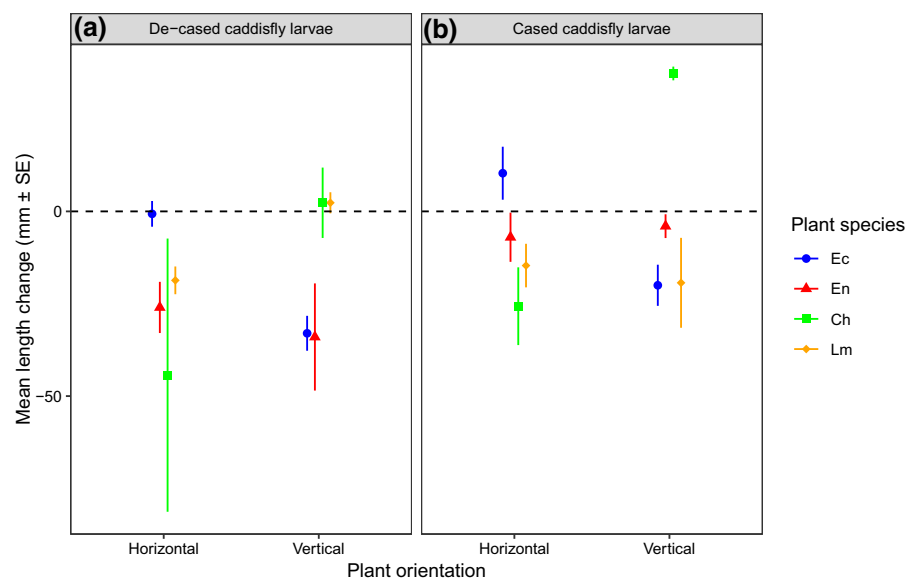 (a) De−cased caddisfly larvae
(b) Cased caddisfly larvae
Mean length change (mm ± SE)
0
−50
Horizontal Vertical
Horizontal Vertical
Plant orientation
Plant species
Ec
En
Ch
Lm